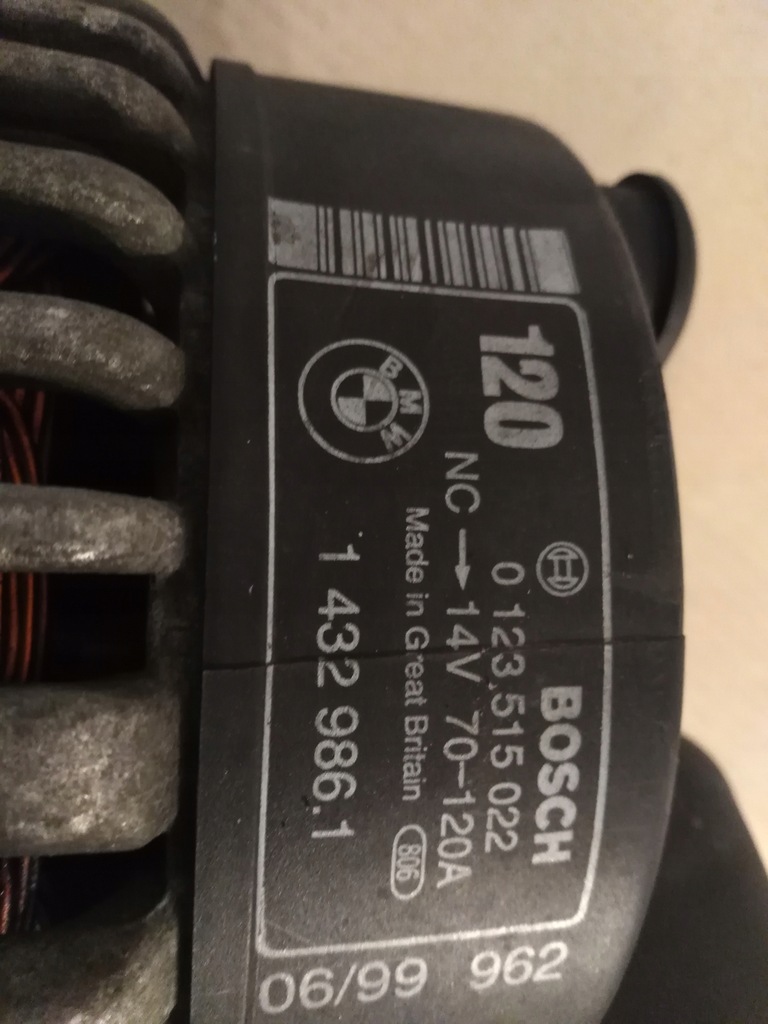 BOSCH
120
0 123 515 022
NC → 14V 70-120A
Made in Great Britain 806
BMW
1 432 986.1
06/99 962